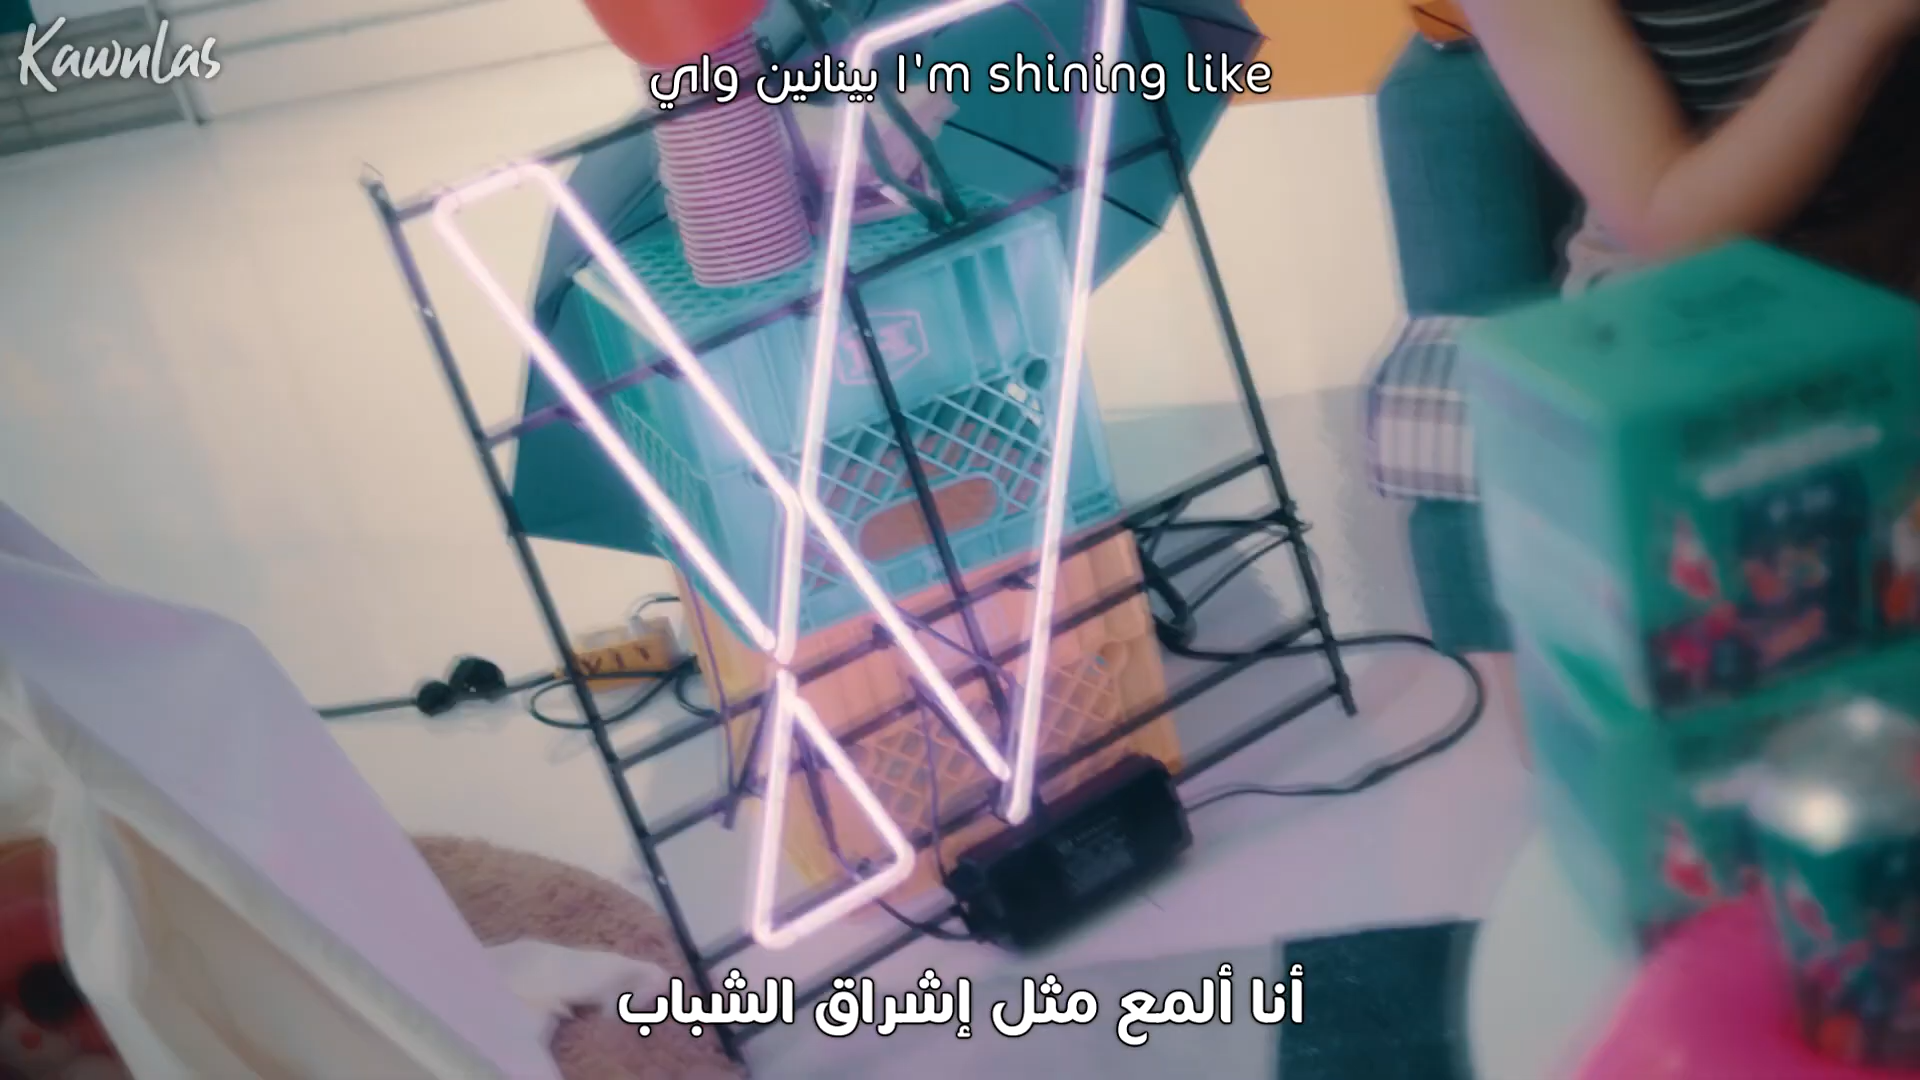 Kawnlas
بينانين واي I'm shining like
أنا ألمع مثل إشراق الشباب